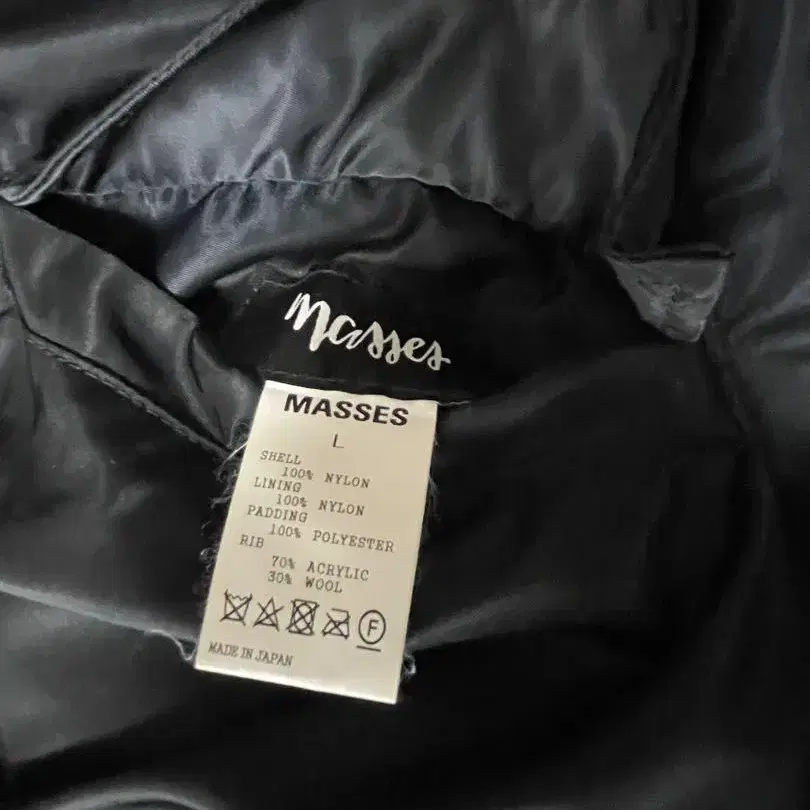 masses
MASSES
L
SHELL
100% NYLON
LINING
100% NYLON
PADDING
100% POLYESTER
RIB
70% ACRYLIC
30% WOOL
F
MADE IN JAPAN